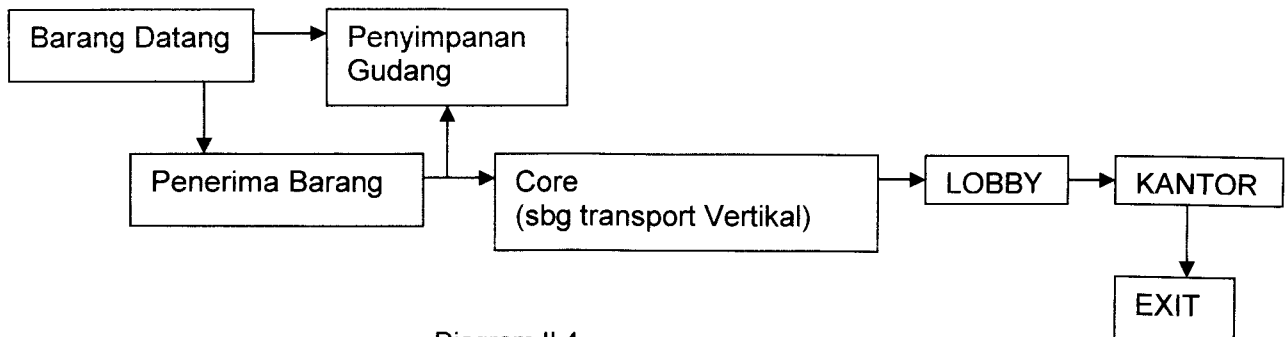 Barang Datang
Penyimpanan
Gudang
Penerima Barang
Core
(sbg transport Vertikal)
LOBBY
KANTOR
EXIT